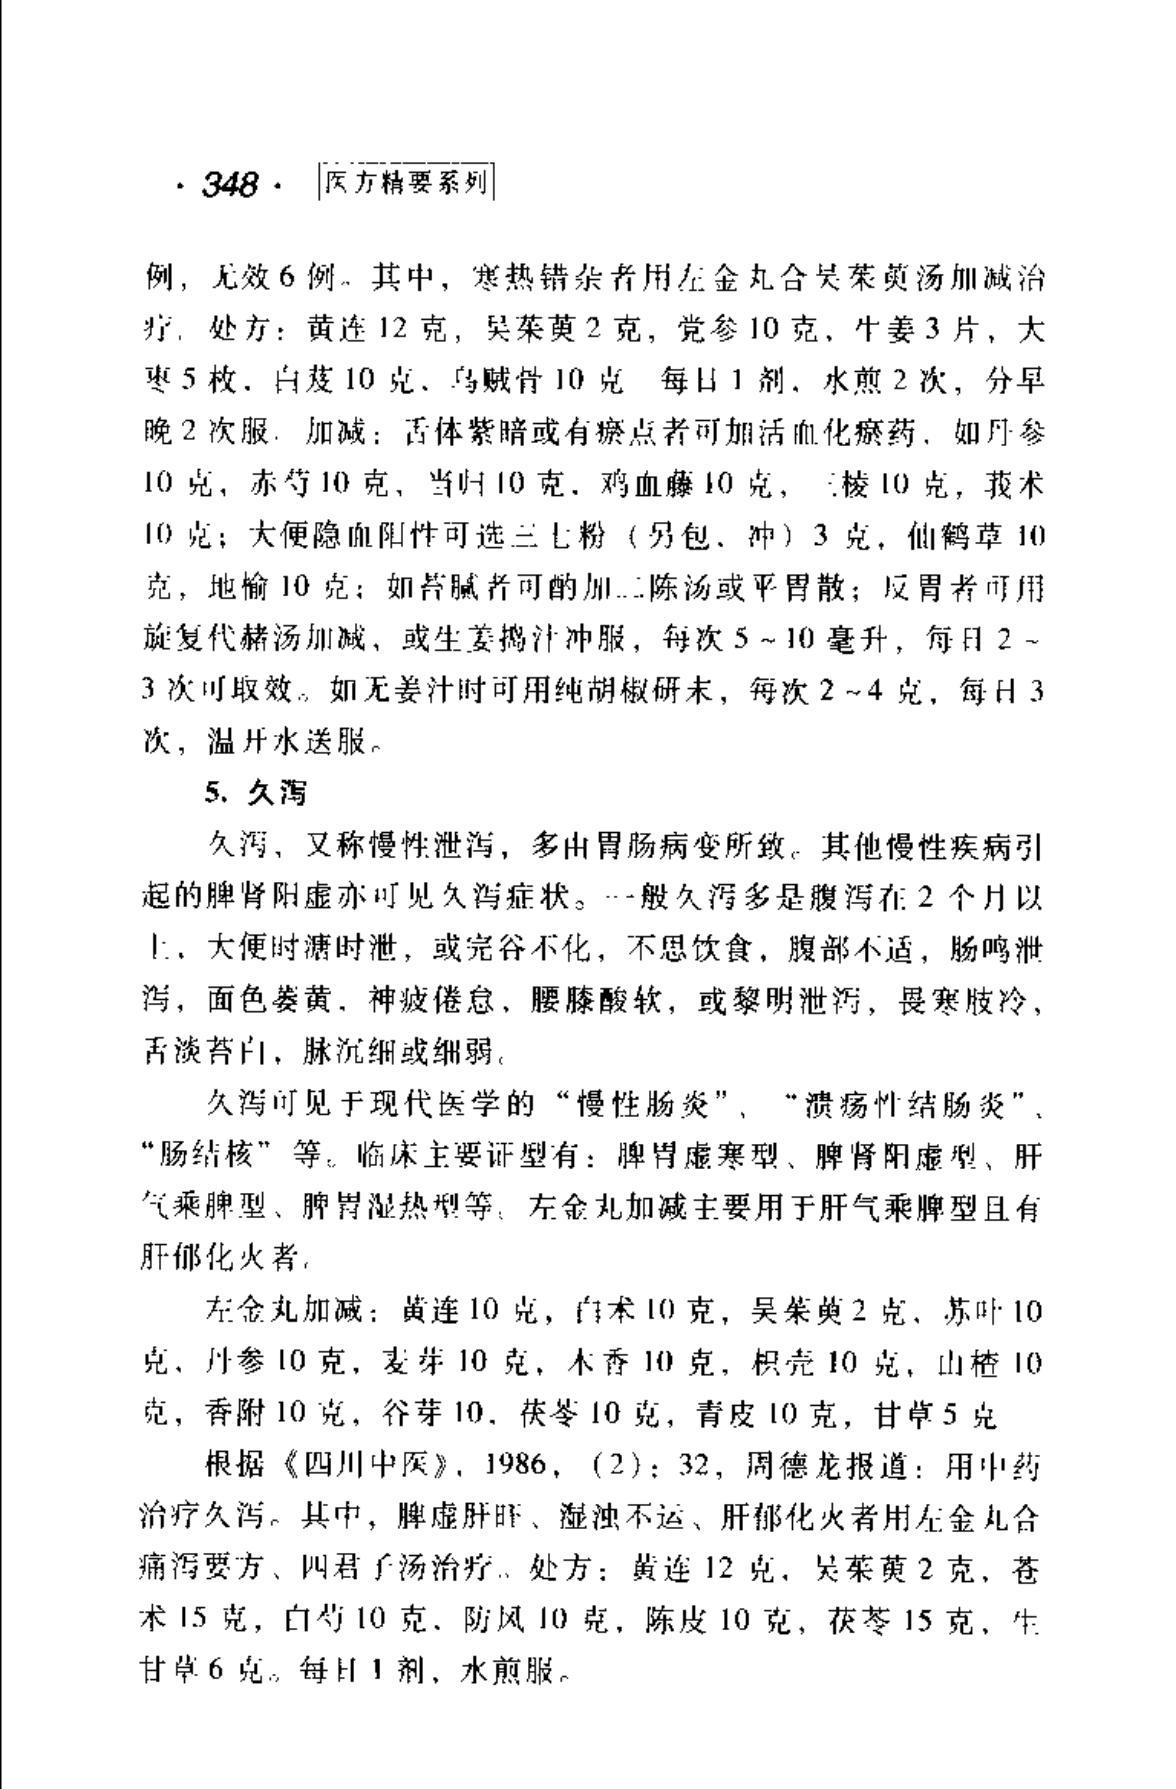 · 348 · 医方精要系列
例，无效 6 例。其中，寒热错杂者用左金丸合吴茱萸汤加减治
疗。处方：黄连 12 克，吴茱萸 2 克，党参 10 克，生姜 3 片，大
枣 5 枚，白芨 10 克，乌贼骨 10 克　每日 1 剂，水煎 2 次，分早
晚 2 次服。加减：舌体紫暗或有瘀点者可加活血化瘀药，如丹参
10 克，赤芍 10 克，当归 10 克，鸡血藤 10 克，三棱 10 克，莪术
10 克；大便隐血阳性可选三七粉（另包，冲）3 克，仙鹤草 10
克，地愉 10 克；如苔腻者可酌加二陈汤或平胃散；反胃者可用
旋复代赭汤加减，或生姜捣汁冲服，每次 5 ~ 10 毫升，每日 2 ~
3 次可取效。如无姜汁时可用纯胡椒研末，每次 2 ~ 4 克，每日 3
次，温开水送服。
5. 久泻
久泻，又称慢性泄泻，多由胃肠病变所致。其他慢性疾病引
起的脾肾阳虚亦可见久泻症状。一般久泻多是腹泻在 2 个月以
上，大便时溏时泄，或完谷不化，不思饮食，腹部不适，肠鸣泄
泻，面色萎黄，神疲倦怠，腰膝酸软，或黎明泄泻，畏寒肢冷，
舌淡苔白，脉沉细或细弱。
久泻可见于现代医学的“慢性肠炎”、“溃疡性结肠炎”、
“肠结核”等。临床主要证型有：脾胃虚寒型、脾肾阳虚型、肝
气乘脾型、脾胃湿热型等。左金丸加减主要用于肝气乘脾型且有
肝郁化火者。
左金丸加减：黄连 10 克，白术 10 克，吴茱萸 2 克，苏叶 10
克，丹参 10 克，麦芽 10 克，木香 10 克，枳壳 10 克，山楂 10
克，香附 10 克，谷芽 10，茯苓 10 克，青皮 10 克，甘草 5 克
根据《四川中医》，1986，（2）：32，周德龙报道：用中药
治疗久泻。其中，脾虚肝旺、湿浊不运、肝郁化火者用左金丸合
痛泻要方、四君子汤治疗。处方：黄连 12 克，吴茱萸 2 克，苍
术 15 克，白芍 10 克，防风 10 克，陈皮 10 克，茯苓 15 克，生
甘草 6 克。每日 1 剂，水煎服。